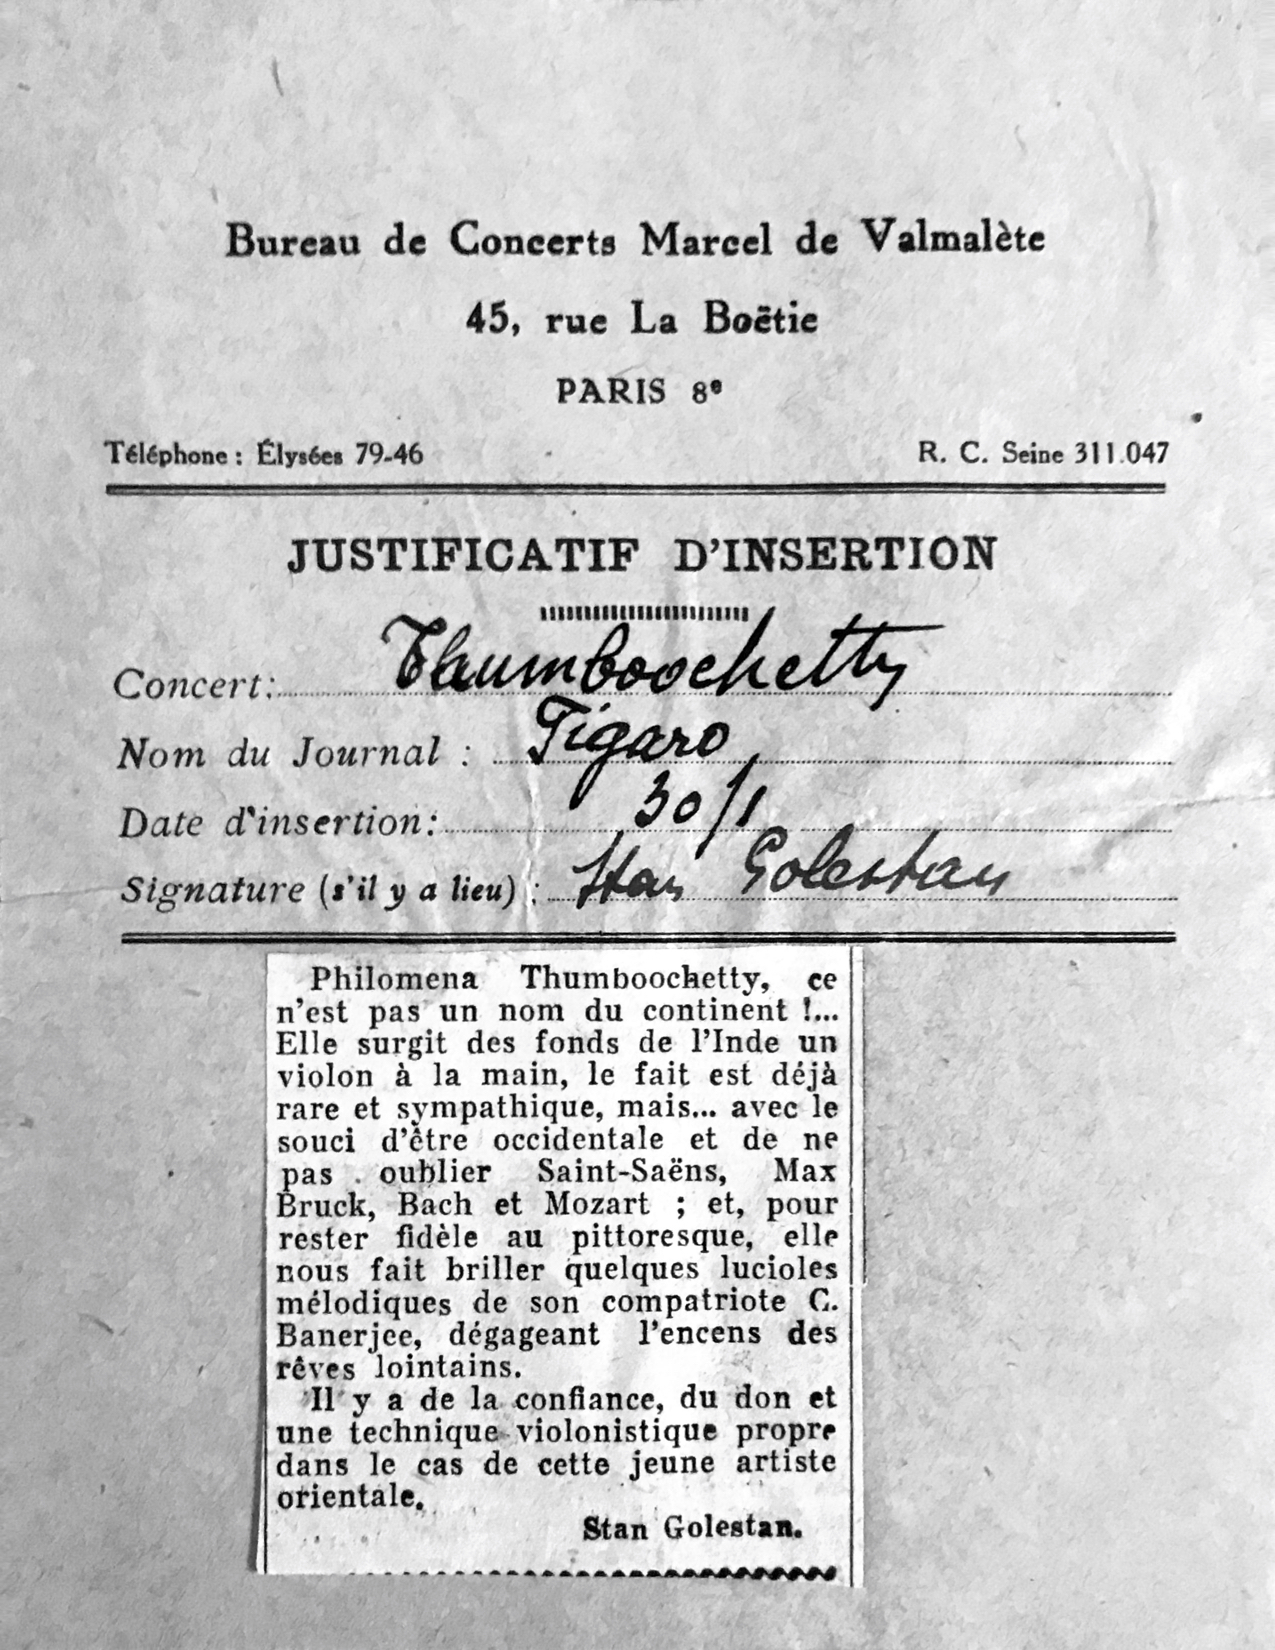 Bureau de Concerts Marcel de Valmalète
45, rue La Boëtie
PARIS 8e
Téléphone : Élysées 79-46
R. C. Seine 311.047
JUSTIFICATIF D'INSERTION
Concert: Thumboochetty
Nom du Journal : Figaro
Date d'insertion: 30/1
Signature (s'il y a lieu) : Stan Golestan
Philomena Thumboochetty, ce
n'est pas un nom du continent !...
Elle surgit des fonds de l'Inde un
violon à la main, le fait est déjà
rare et sympathique, mais... avec le
souci d'être occidentale et de ne
pas oublier Saint-Saëns, Max
Bruck, Bach et Mozart ; et, pour
rester fidèle au pittoresque, elle
nous fait briller quelques lucioles
mélodiques de son compatriote C.
Banerjee, dégageant l'encens des
rêves lointains.
Il y a de la confiance, du don et
une technique violonistique propre
dans le cas de cette jeune artiste
orientale.
Stan Golestan.